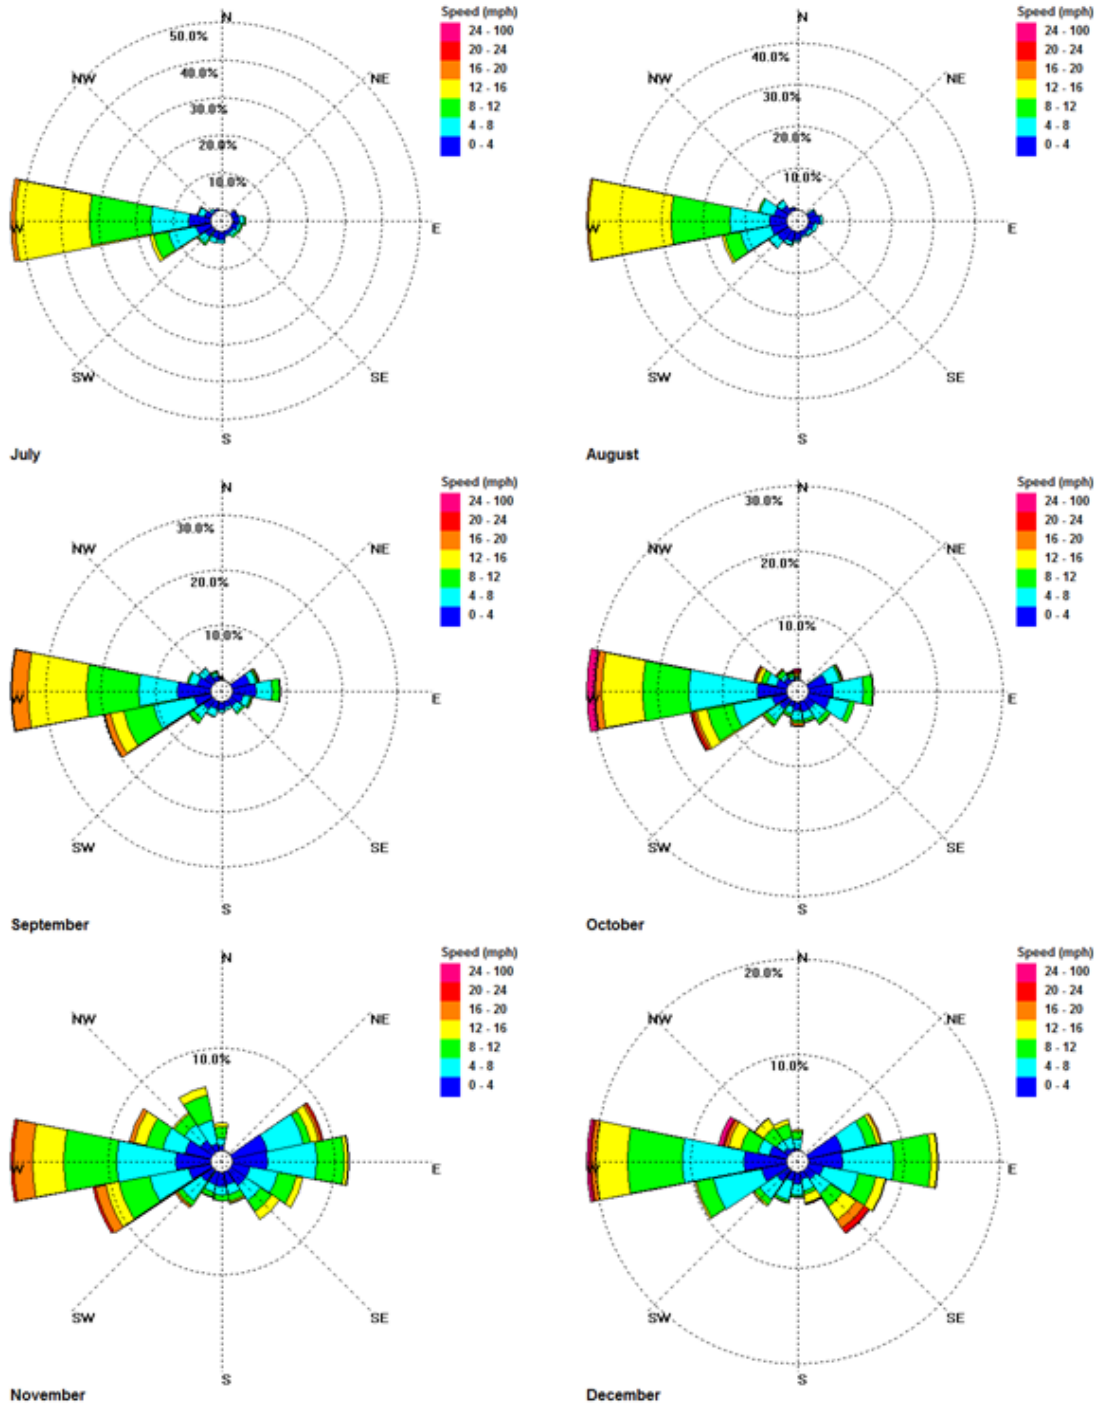 N
Speed (mph)
24 - 100
20 - 24
16 - 20
12 - 16
8 - 12
4 - 8
0 - 4
50.0%
40.0%
30.0%
20.0%
10.0%
NW
NE
W
E
SW
SE
S
July
N
Speed (mph)
24 - 100
20 - 24
16 - 20
12 - 16
8 - 12
4 - 8
0 - 4
40.0%
30.0%
20.0%
10.0%
NW
NE
W
E
SW
SE
S
August
N
Speed (mph)
24 - 100
20 - 24
16 - 20
12 - 16
8 - 12
4 - 8
0 - 4
30.0%
20.0%
10.0%
NW
NE
W
E
SW
SE
S
September
N
Speed (mph)
24 - 100
20 - 24
16 - 20
12 - 16
8 - 12
4 - 8
0 - 4
30.0%
20.0%
10.0%
NW
NE
W
E
SW
SE
S
October
N
Speed (mph)
24 - 100
20 - 24
16 - 20
12 - 16
8 - 12
4 - 8
0 - 4
10.0%
NW
NE
W
E
SW
SE
S
November
N
Speed (mph)
24 - 100
20 - 24
16 - 20
12 - 16
8 - 12
4 - 8
0 - 4
20.0%
10.0%
NW
NE
W
E
SW
SE
S
December